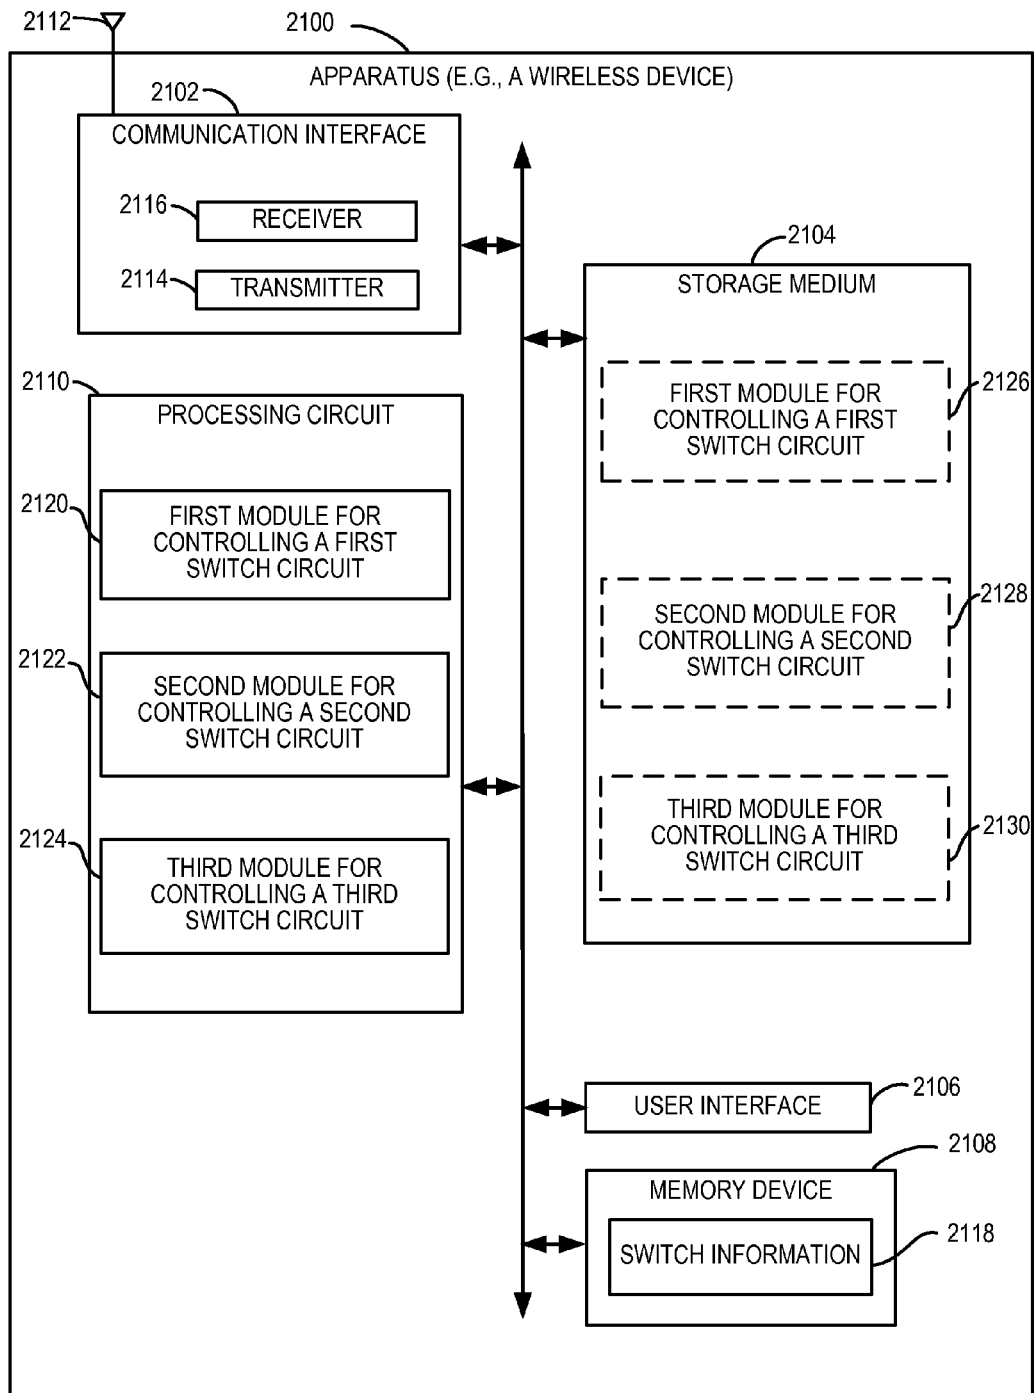 2112
2100
APPARATUS (E.G., A WIRELESS DEVICE)
2102
COMMUNICATION INTERFACE
2116
RECEIVER
2114
TRANSMITTER
2104
STORAGE MEDIUM
2126
FIRST MODULE FOR
CONTROLLING A FIRST
SWITCH CIRCUIT
2128
SECOND MODULE FOR
CONTROLLING A SECOND
SWITCH CIRCUIT
2130
THIRD MODULE FOR
CONTROLLING A THIRD
SWITCH CIRCUIT
2110
PROCESSING CIRCUIT
2120
FIRST MODULE FOR
CONTROLLING A FIRST
SWITCH CIRCUIT
2122
SECOND MODULE FOR
CONTROLLING A SECOND
SWITCH CIRCUIT
2124
THIRD MODULE FOR
CONTROLLING A THIRD
SWITCH CIRCUIT
2106
USER INTERFACE
2108
MEMORY DEVICE
2118
SWITCH INFORMATION